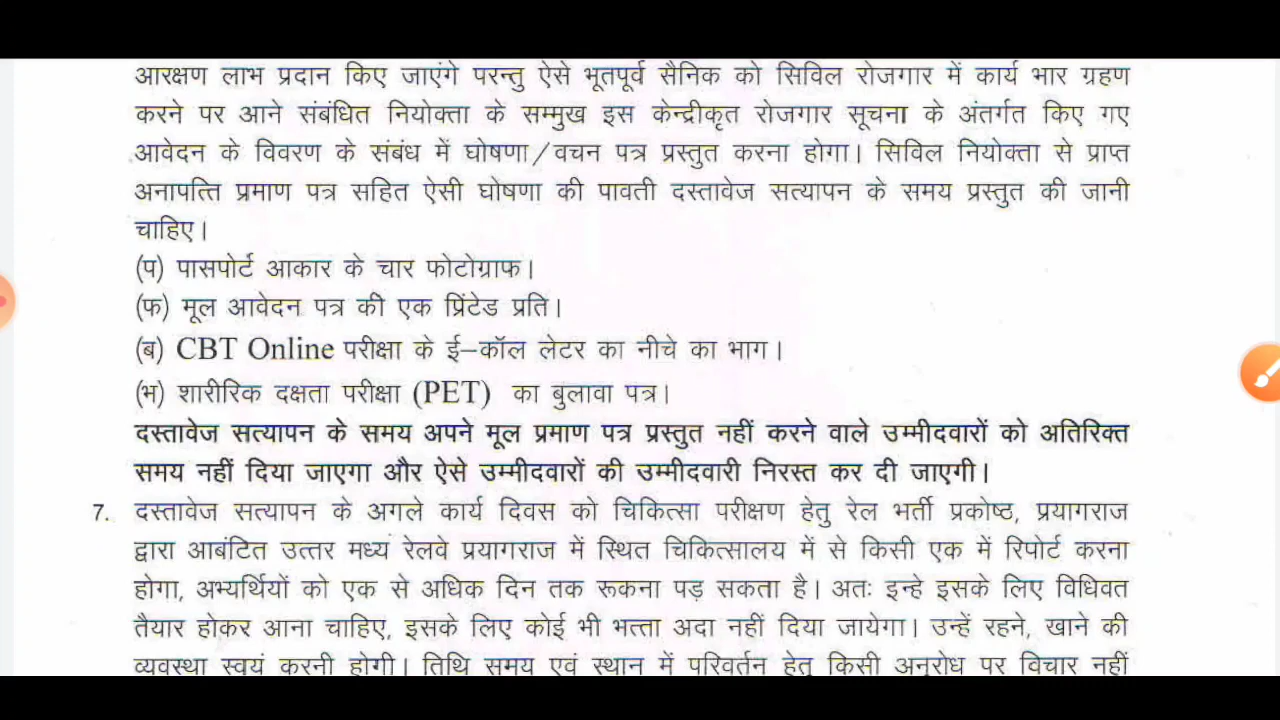 आरक्षण लाभ प्रदान किए जाएंगे परन्तु ऐसे भूतपूर्व सैनिक को सिविल रोजगार में कार्य भार ग्रहण
करने पर आने संबंधित नियोक्ता के सम्मुख इस केन्द्रीकृत रोजगार सूचना के अंतर्गत किए गए
आवेदन के विवरण के संबंध में घोषणा/वचन पत्र प्रस्तुत करना होगा। सिविल नियोक्ता से प्राप्त
अनापत्ति प्रमाण पत्र सहित ऐसी घोषणा की पावती दस्तावेज सत्यापन के समय प्रस्तुत की जानी
चाहिए।
(प) पासपोर्ट आकार के चार फोटोग्राफ।
(फ) मूल आवेदन पत्र की एक प्रिंटेड प्रति।
(ब) CBT Online परीक्षा के ई–कॉल लेटर का नीचे का भाग।
(भ) शारीरिक दक्षता परीक्षा (PET) का बुलावा पत्र।
दस्तावेज सत्यापन के समय अपने मूल प्रमाण पत्र प्रस्तुत नहीं करने वाले उम्मीदवारों को अतिरिक्त
समय नहीं दिया जाएगा और ऐसे उम्मीदवारों की उम्मीदवारी निरस्त कर दी जाएगी।
7. दस्तावेज सत्यापन के अगले कार्य दिवस को चिकित्सा परीक्षण हेतु रेल भर्ती प्रकोष्ठ, प्रयागराज
द्वारा आबंटित उत्तर मध्य रेलवे प्रयागराज में स्थित चिकित्सालय में से किसी एक में रिपोर्ट करना
होगा, अभ्यर्थियों को एक से अधिक दिन तक रूकना पड़ सकता है। अतः इन्हे इसके लिए विधिवत
तैयार होकर आना चाहिए, इसके लिए कोई भी भत्ता अदा नहीं दिया जायेगा। उन्हें रहने, खाने की
व्यवस्था स्वयं करनी होगी। तिथि समय एवं स्थान में परिवर्तन हेतु किसी अनुरोध पर विचार नहीं